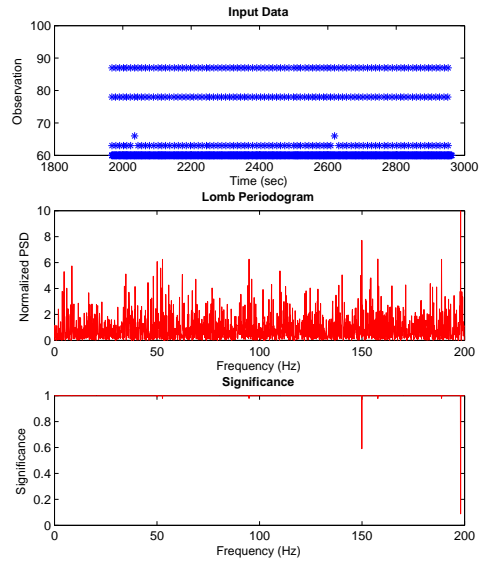 Input Data
100
90
80
70
60
Observation
1800 2000 2200 2400 2600 2800 3000
Time (sec)
Lomb Periodogram
10
8
6
4
2
0
Normalized PSD
0 50 100 150 200
Frequency (Hz)
Significance
1
0.8
0.6
0.4
0.2
0
Significance
0 50 100 150 200
Frequency (Hz)